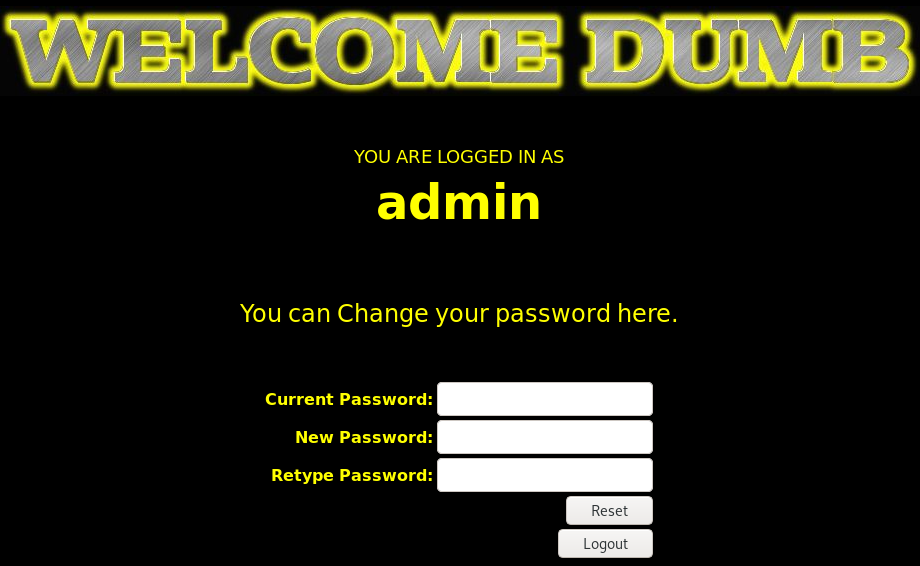 WELCOME DUMB
YOU ARE LOGGED IN AS
admin
You can Change your password here.
Current Password:
New Password:
Retype Password:
Reset
Logout